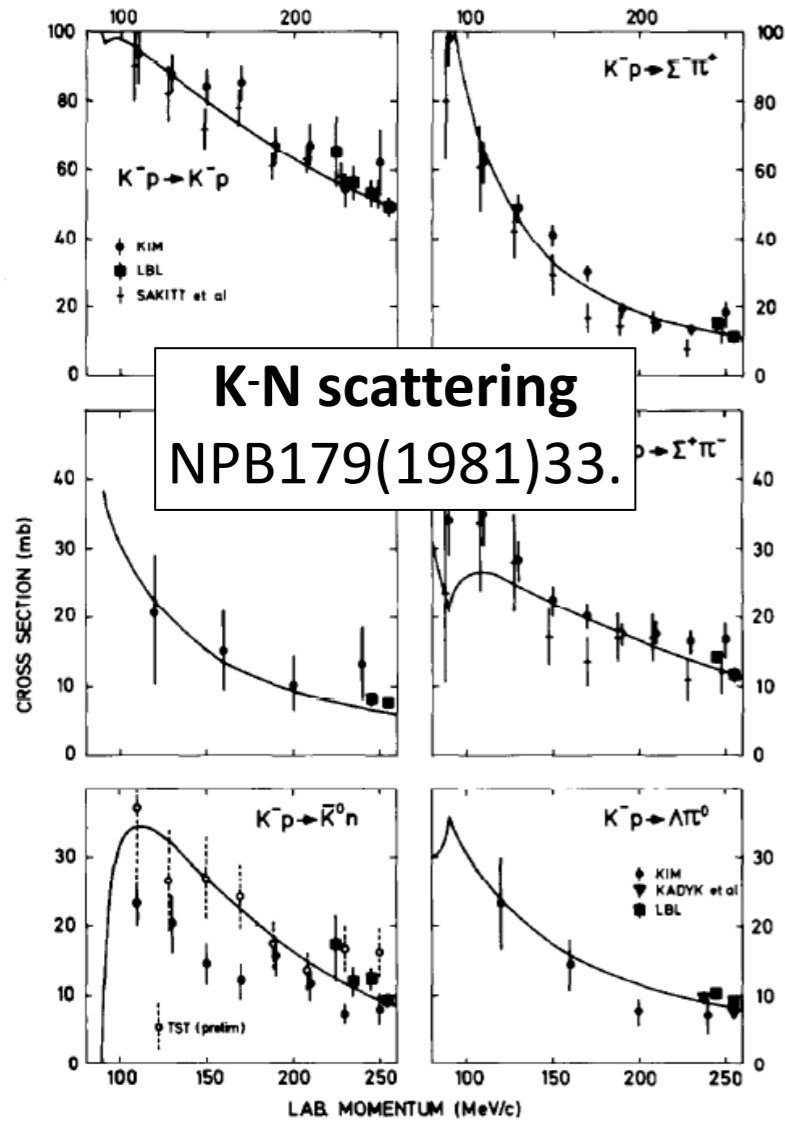 100 200
100 200
100
80
60
40
20
0
K⁻p→K⁻p
KIM
LBL
SAKITT et al
K⁻p→Σ⁻π⁺
100
80
60
40
20
0
K-N scattering
NPB179(1981)33.
p→Σ⁺π⁻
40
30
20
10
0
40
30
20
10
0
CROSS SECTION (mb)
K⁻p→K̄⁰n
30
20
10
0
TST (prelim)
K⁻p→Λπ⁰
KIM
KADYK et al
LBL
30
20
10
0
100 150 200 250
100 150 200 250
LAB. MOMENTUM (MeV/c)